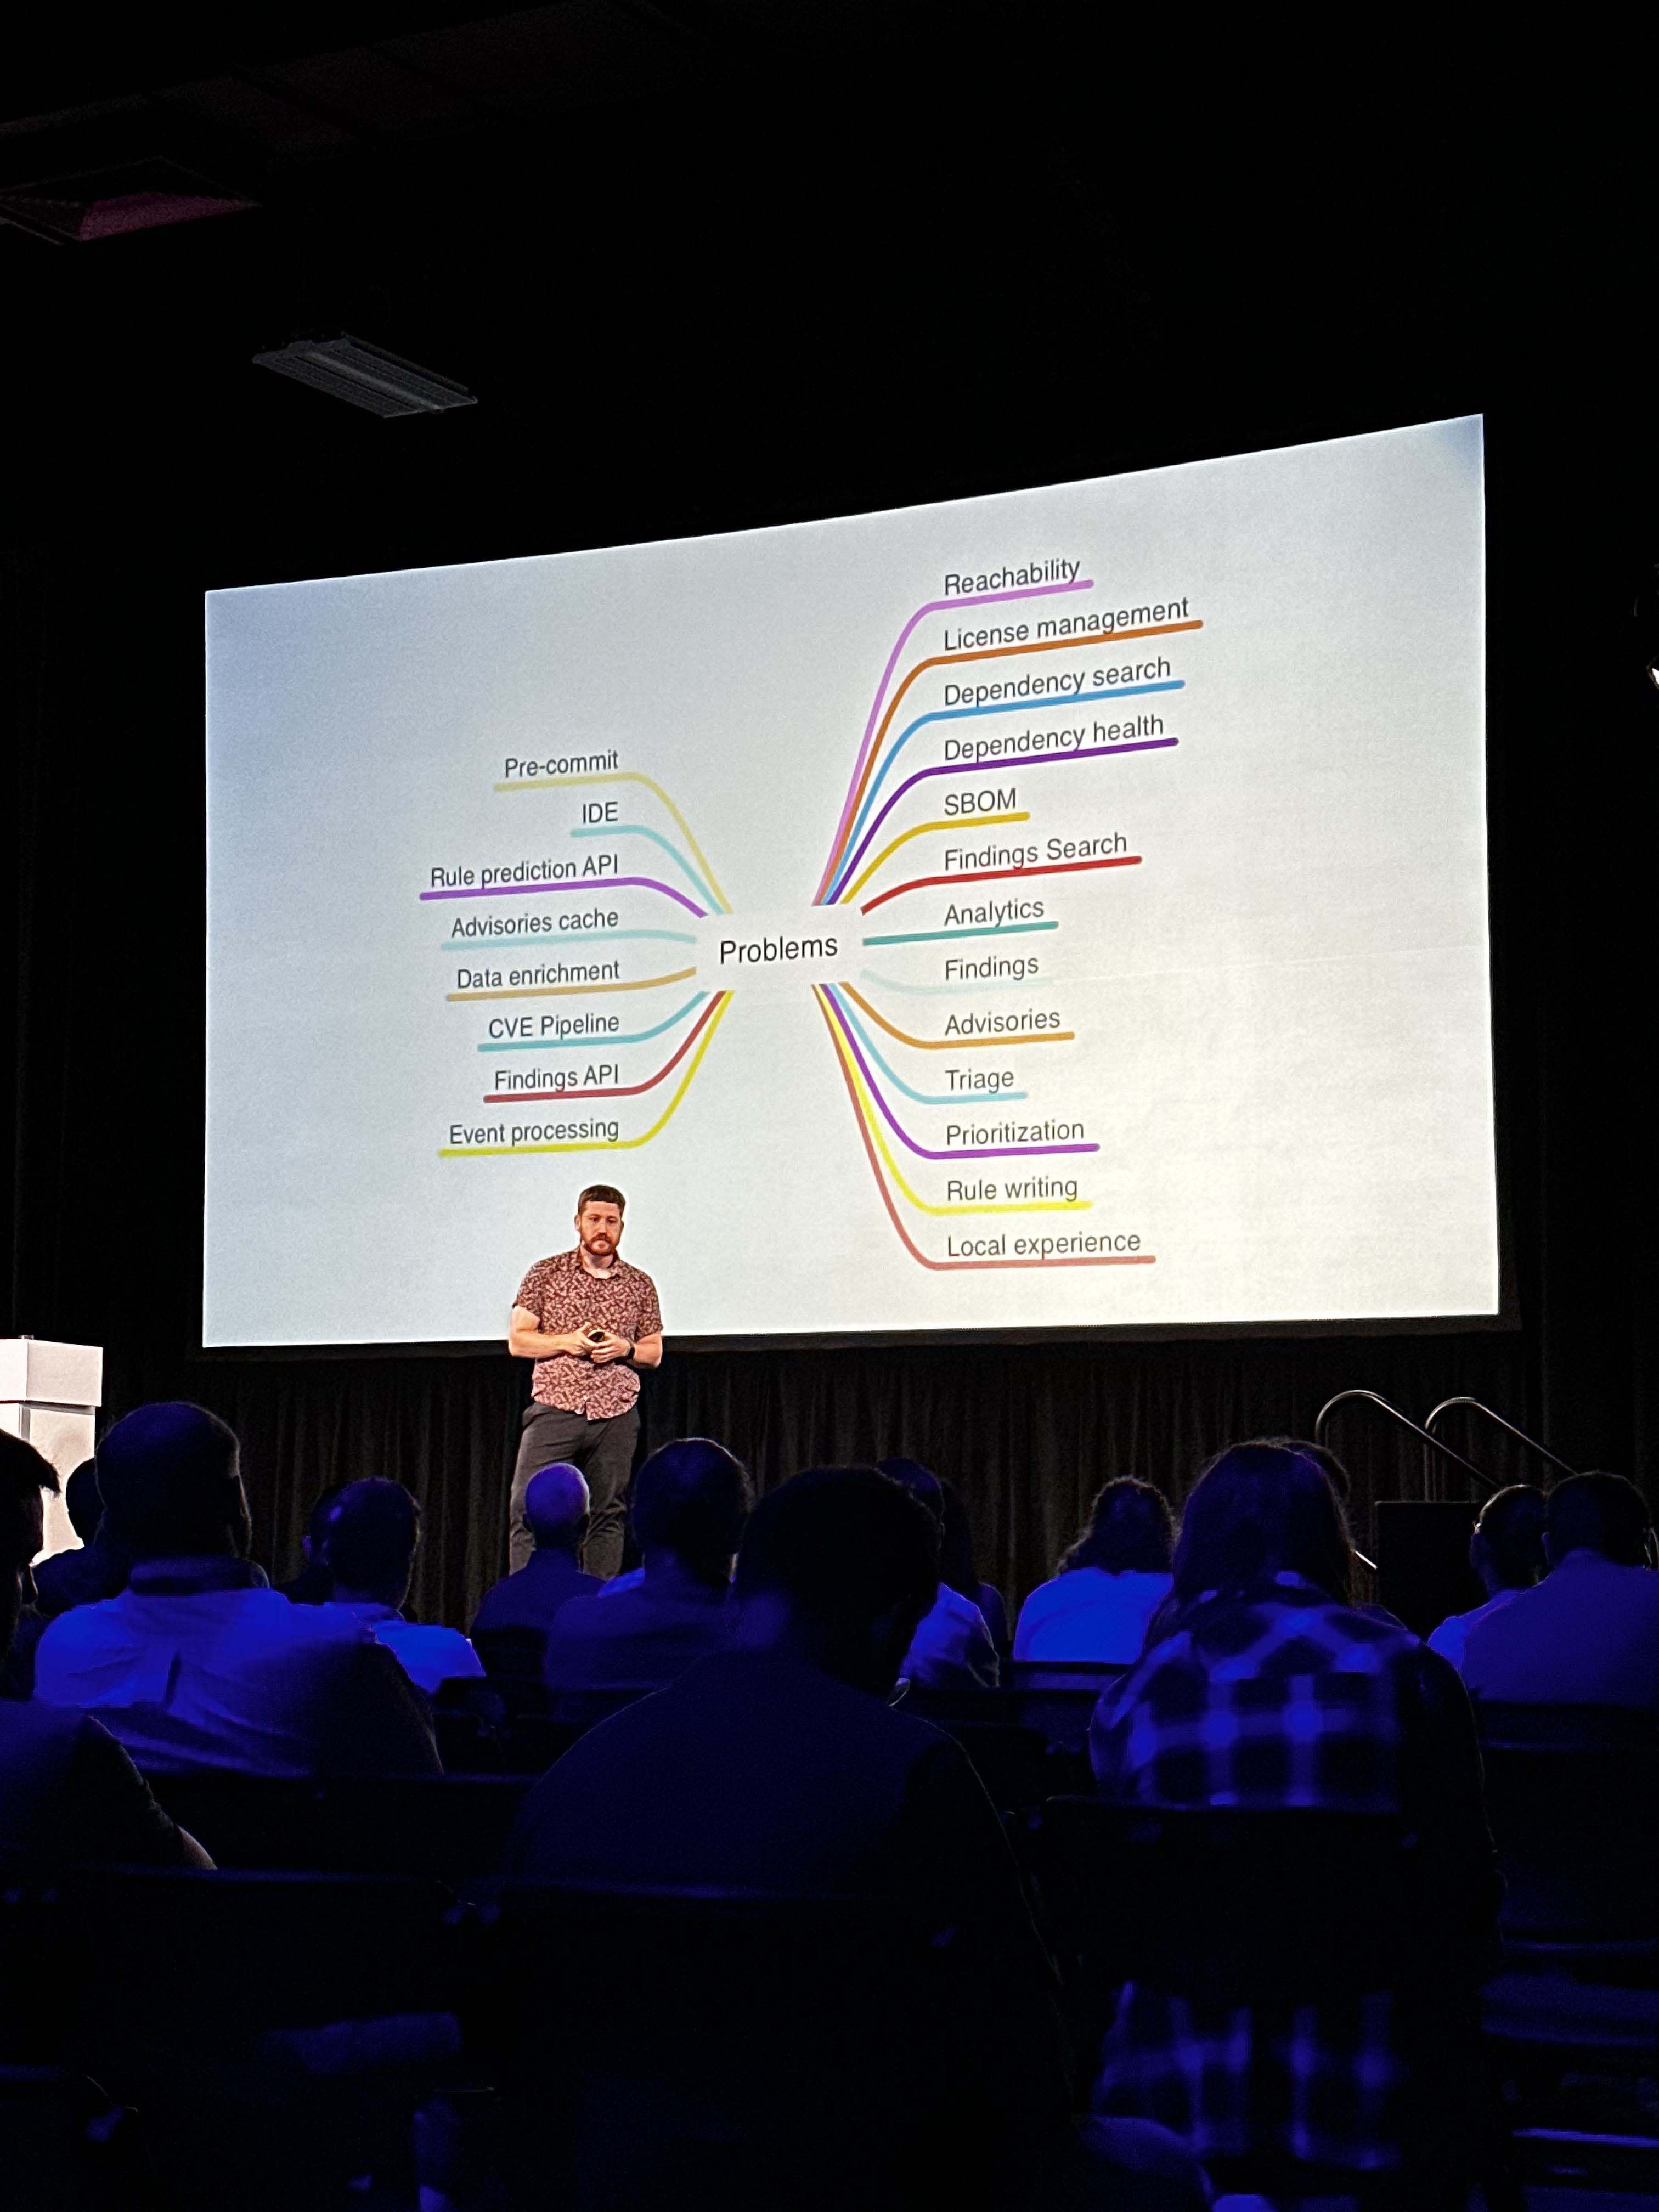 Pre-commit
IDE
Rule prediction API
Advisories cache
Data enrichment
CVE Pipeline
Findings API
Event processing
Problems
Reachability
License management
Dependency search
Dependency health
SBOM
Findings Search
Analytics
Findings
Advisories
Triage
Prioritization
Rule writing
Local experience